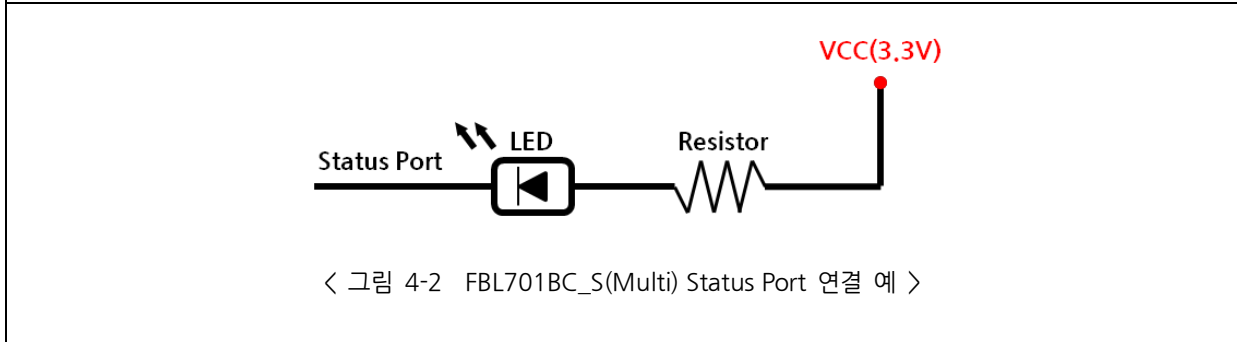 VCC(3.3V)
LED
Resistor
Status Port
< 그림 4-2 FBL701BC_S(Multi) Status Port 연결 예 >